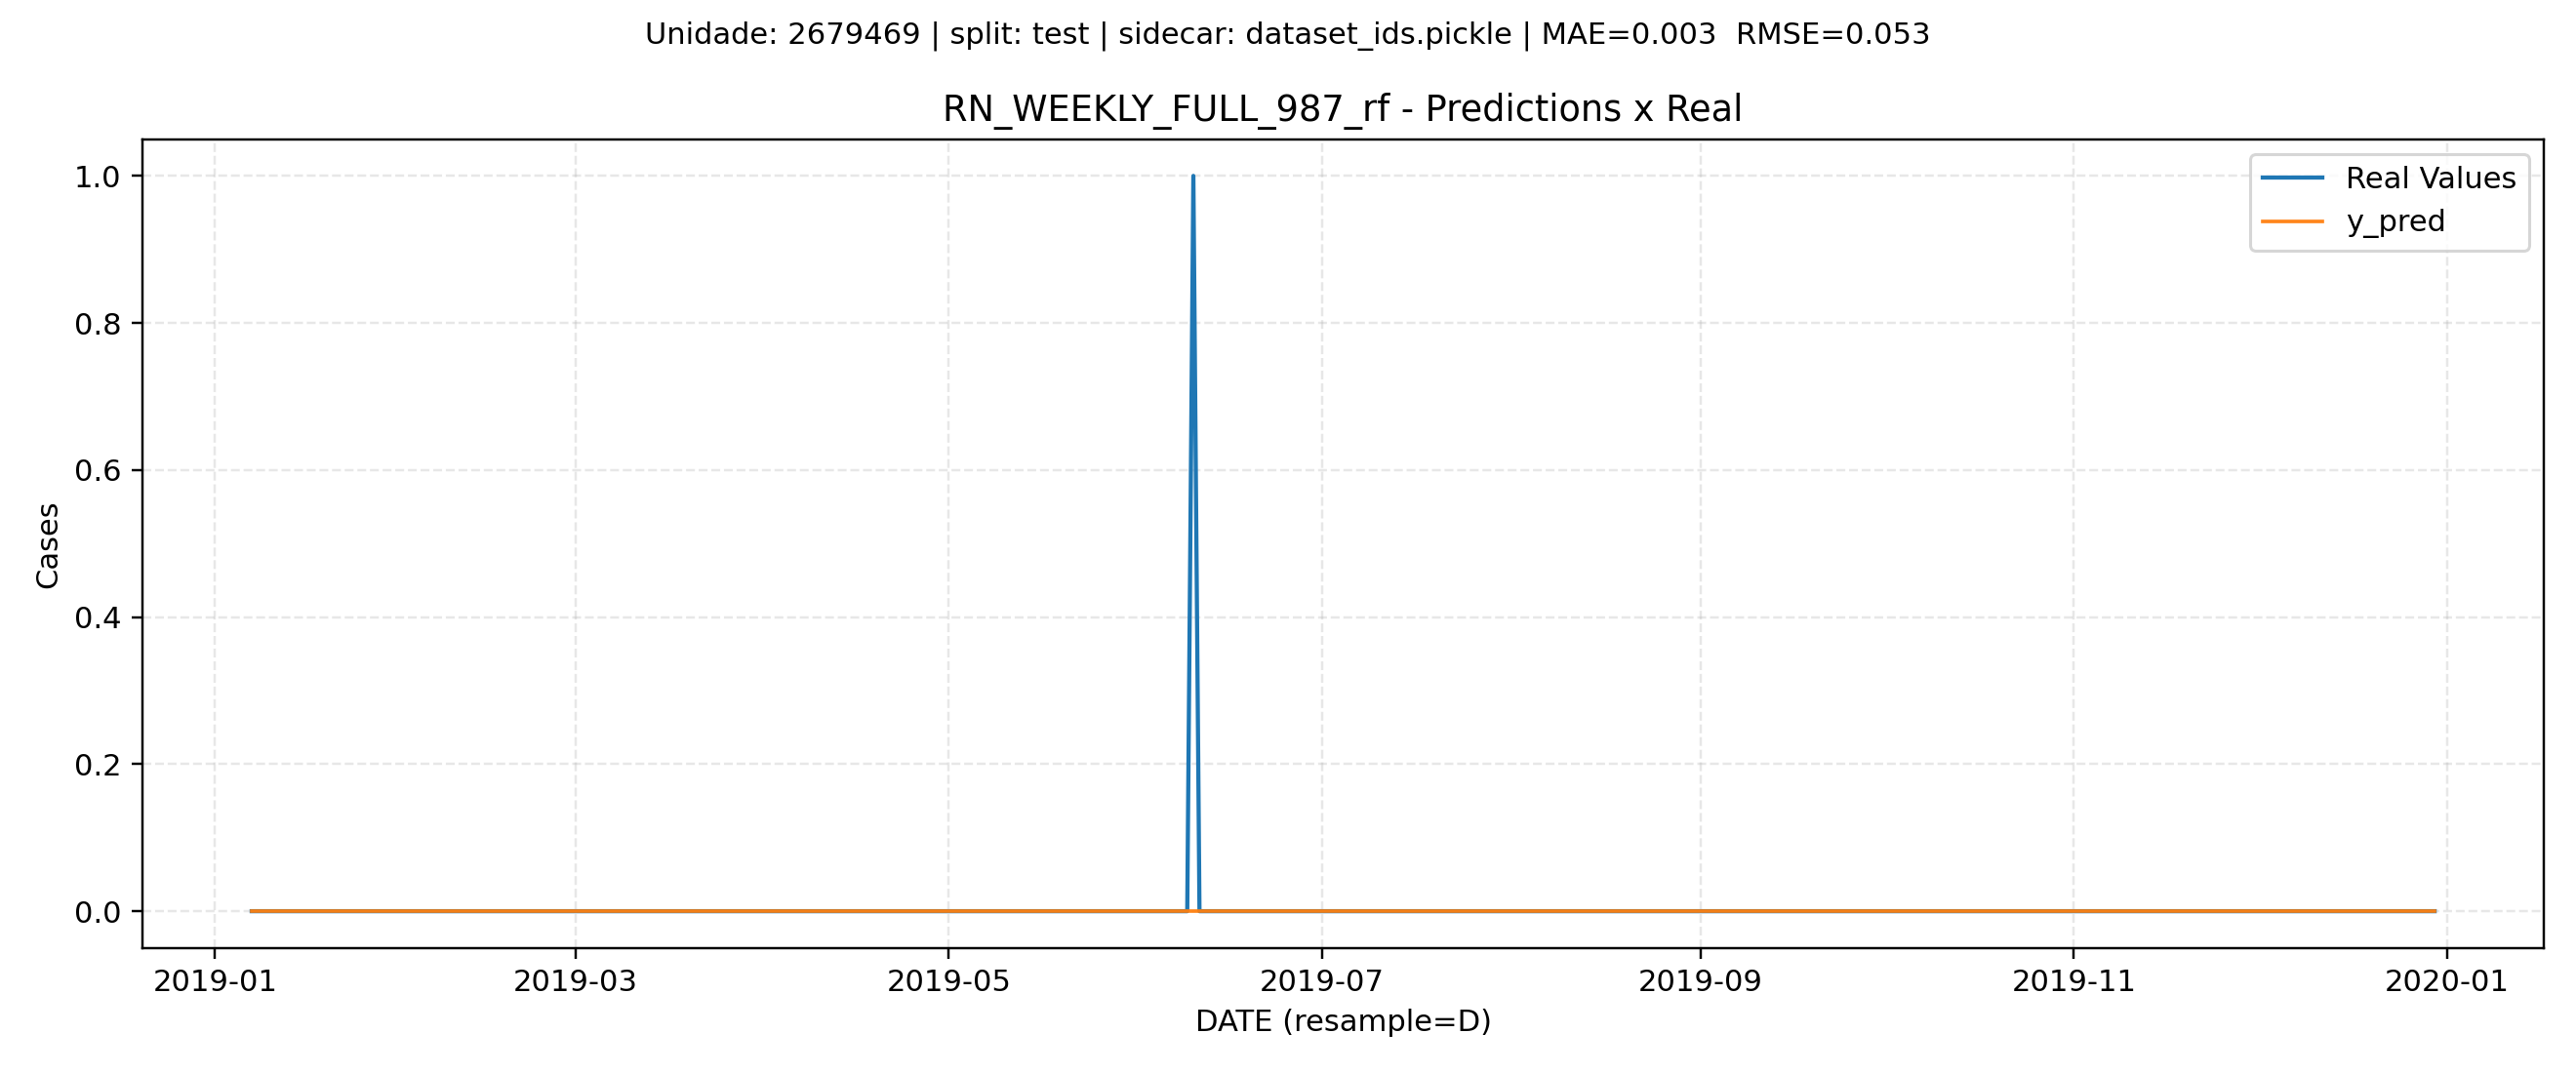 Unidade: 2679469 | split: test | sidecar: dataset_ids.pickle | MAE=0.003  RMSE=0.053
RN_WEEKLY_FULL_987_rf - Predictions x Real
Real Values
y_pred
1.0
0.8
0.6
0.4
0.2
0.0
Cases
2019-01 2019-03 2019-05 2019-07 2019-09 2019-11 2020-01
DATE (resample=D)